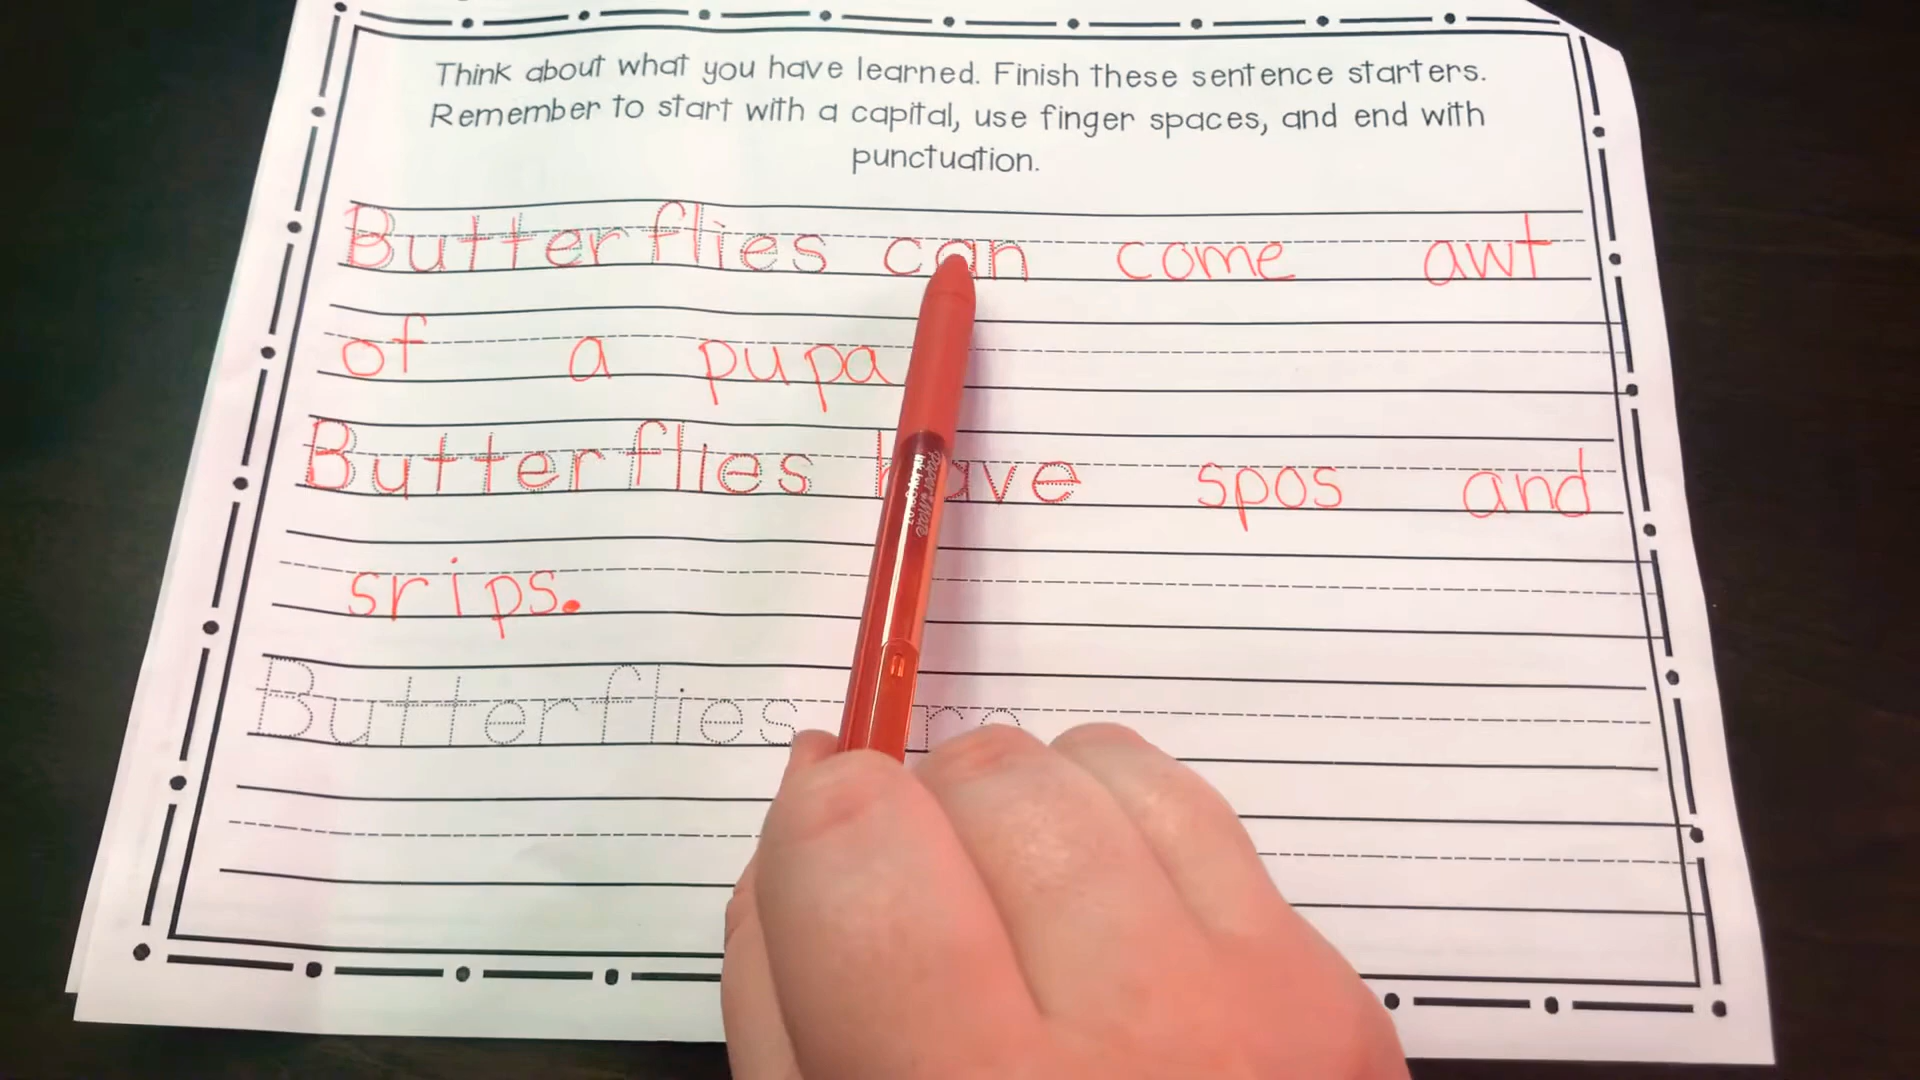 Think about what you have learned. Finish these sentence starters.
Remember to start with a capital, use finger spaces, and end with
punctuation.
Butterflies can come awt
of a pupa
Butterflies have spos and
srips.
Butterflies